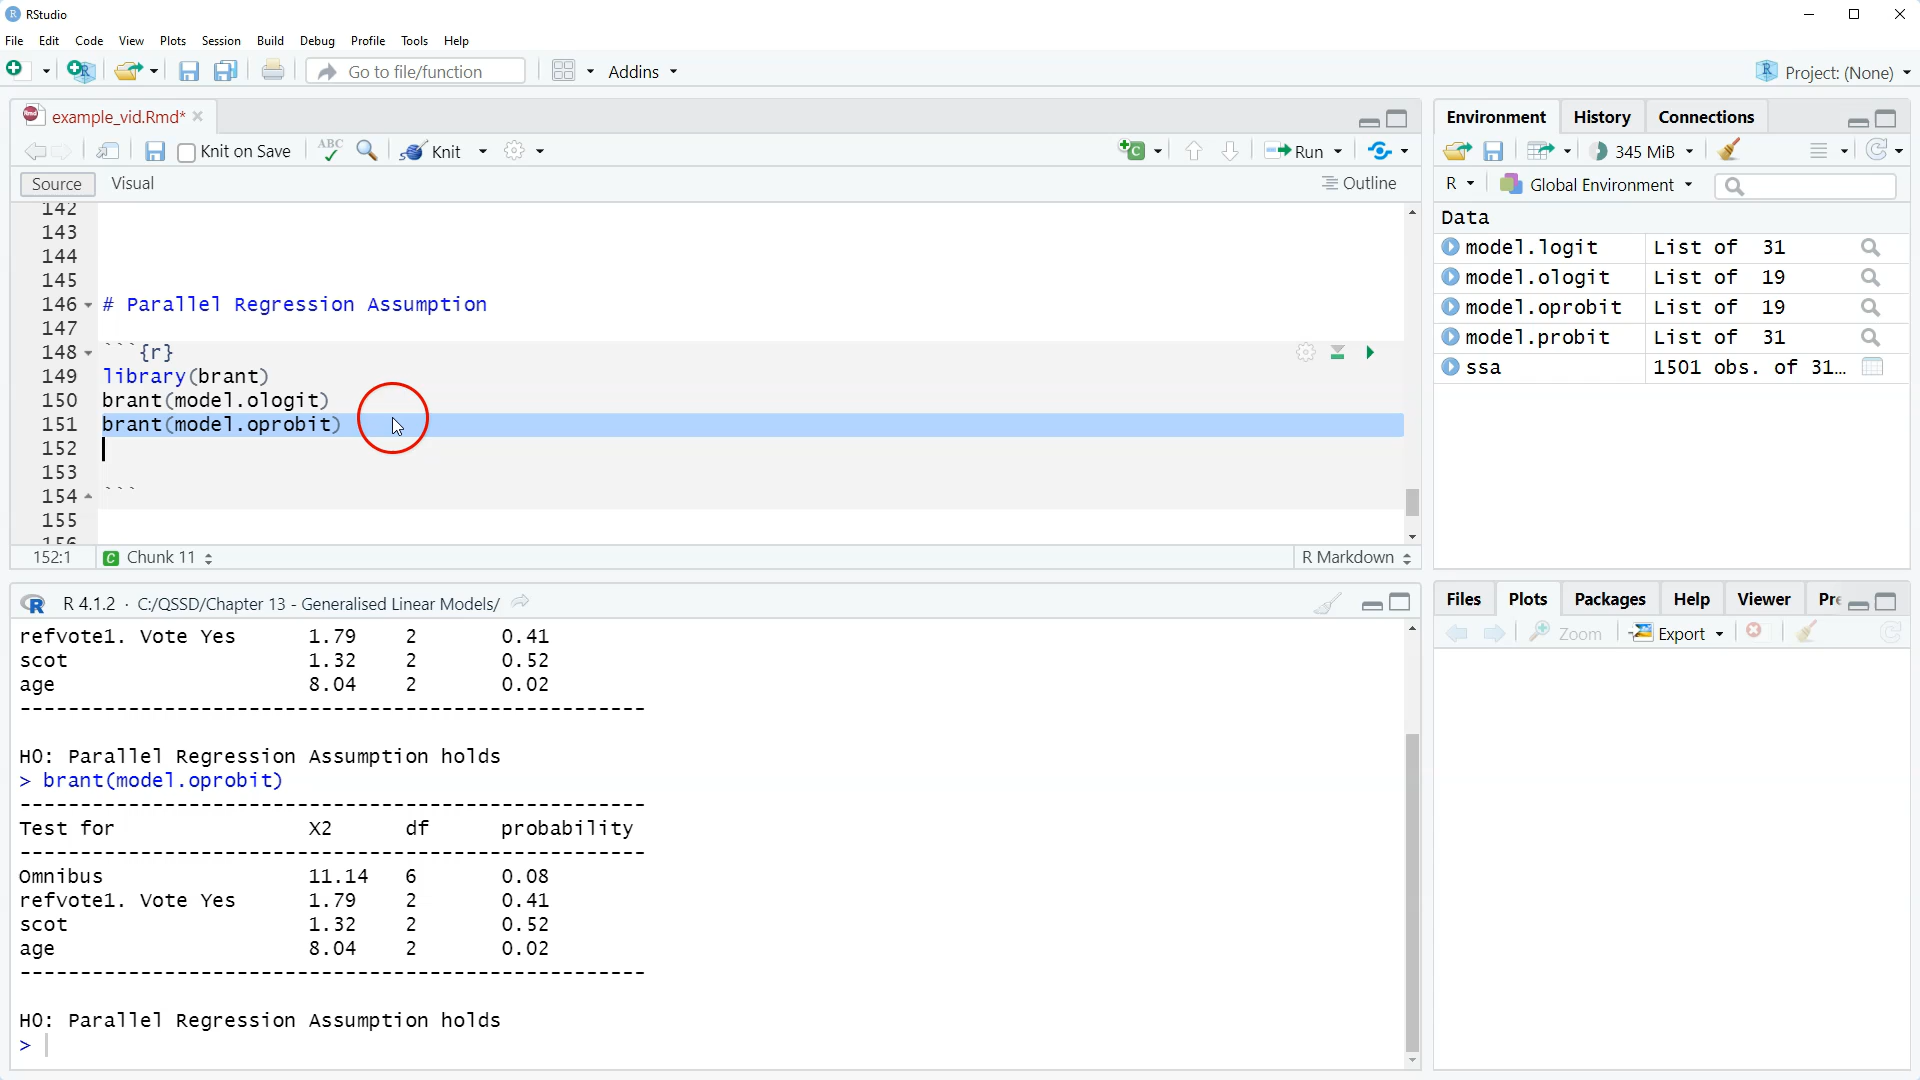 RStudio
File Edit Code View Plots Session Build Debug Profile Tools Help
Go to file/function Addins Project: (None)
example_vid.Rmd*
Knit on Save ABC Knit Run
Source Visual Outline
142
143
144
145
146 # Parallel Regression Assumption
147
148 ```{r}
149 library(brant)
150 brant(model.ologit)
151 brant(model.oprobit)
152
153
154 ```
155
156
152:1 Chunk 11 R Markdown
R 4.1.2 · C:/QSSD/Chapter 13 - Generalised Linear Models/
refvote1. Vote Yes 1.79 2 0.41
scot 1.32 2 0.52
age 8.04 2 0.02
----------------------------------------------------
H0: Parallel Regression Assumption holds
> brant(model.oprobit)
----------------------------------------------------
Test for X2 df probability
----------------------------------------------------
Omnibus 11.14 6 0.08
refvote1. Vote Yes 1.79 2 0.41
scot 1.32 2 0.52
age 8.04 2 0.02
----------------------------------------------------
H0: Parallel Regression Assumption holds
>
Environment History Connections
345 MiB
R Global Environment
Data
model.logit List of 31
model.ologit List of 19
model.oprobit List of 19
model.probit List of 31
ssa 1501 obs. of 31…
Files Plots Packages Help Viewer Pre
Zoom Export